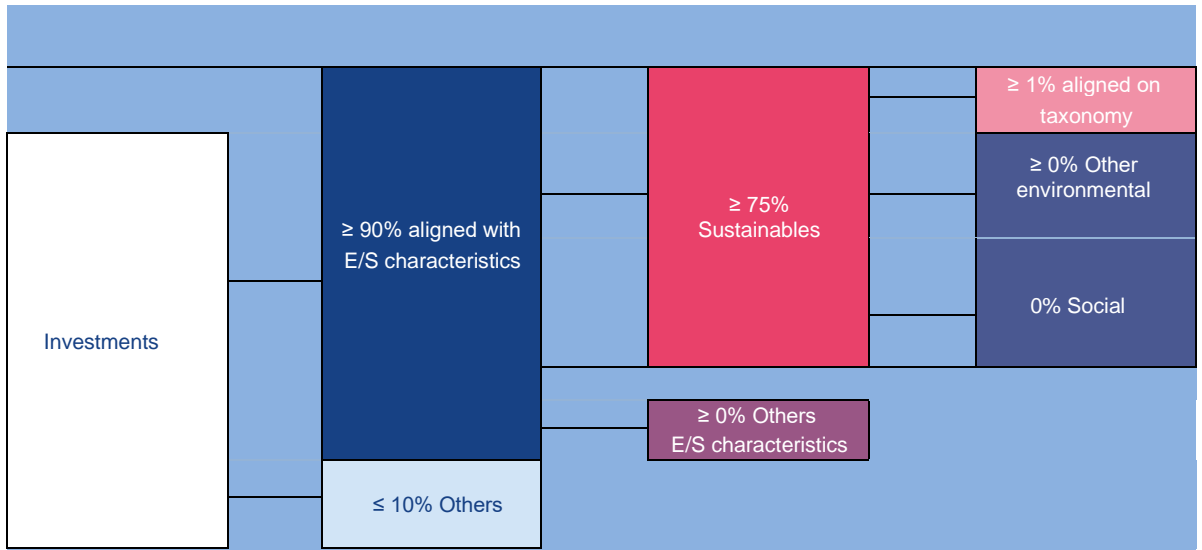 Investments
≥ 90% aligned with
E/S characteristics
≤ 10% Others
≥ 75%
Sustainables
≥ 0% Others
E/S characteristics
≥ 1% aligned on
taxonomy
≥ 0% Other
environmental
0% Social